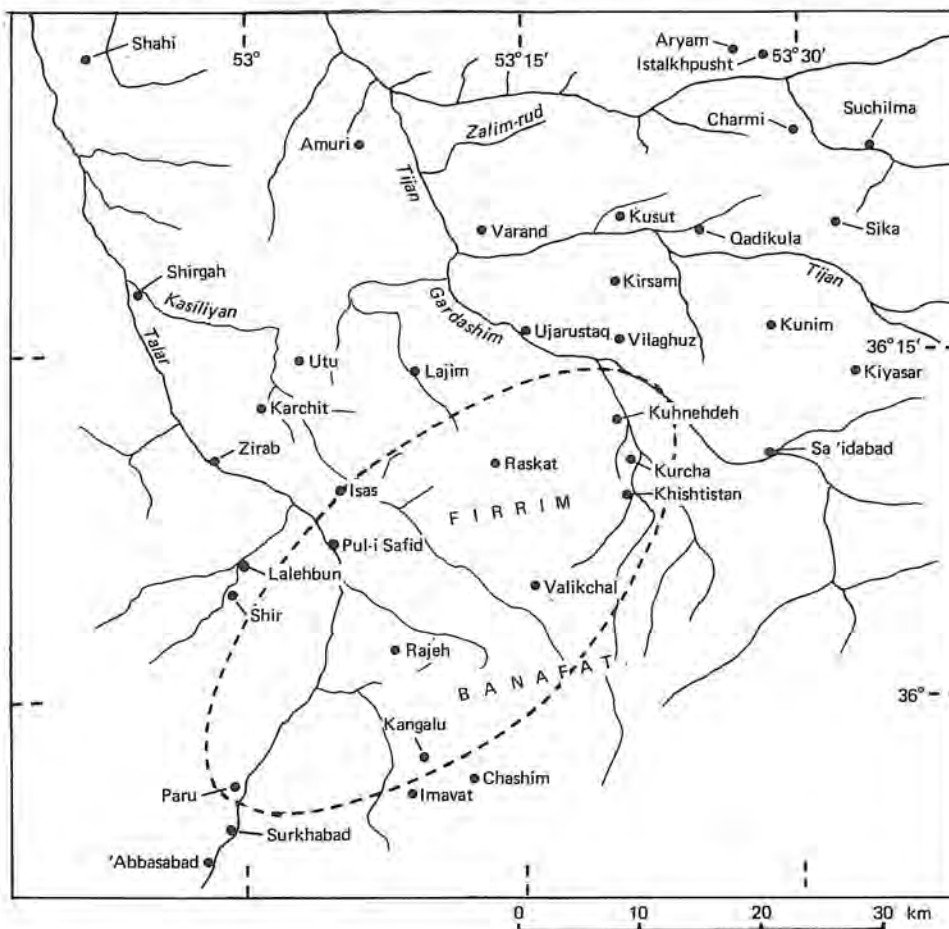 Shahi
53°
53° 15′
Aryam
Istalkhpusht
53° 30′
Suchilma
Charmi
Zalim-rud
Amuri
Tijan
Kusut
Varand
Qadikula
Sika
Kirsam
Tijan
Shirgah
Kasiliyan
Gardashim
Ujarustaq
Vilaghuz
Kunim
Talar
36° 15′
Utu
Lajim
Kiyasar
Karchit
Kuhnehdeh
Zirab
Raskat
Kurcha
Sa 'idabad
Isas
Khishtistan
FIRRIM
Pul-i Safid
Lalehbun
Valikchal
Shir
Rajeh
BANAFAT
36°
Kangalu
Chashim
Paru
Imavat
Surkhabad
'Abbasabad
0 10 20 30 km